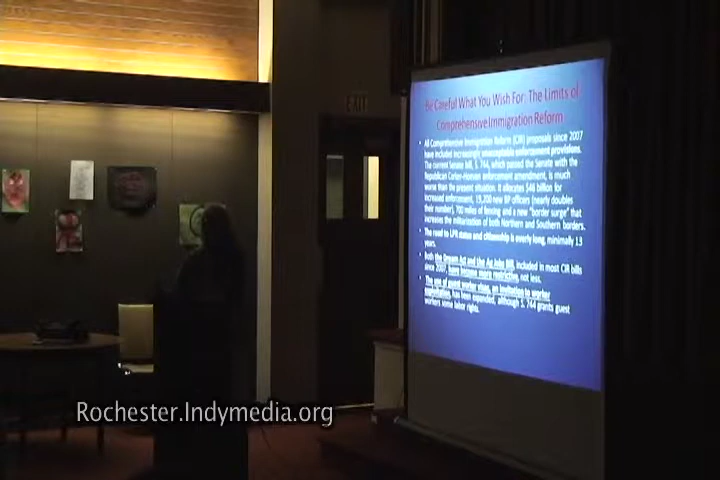 EXIT
Be Careful What You Wish For: The Limits of
Comprehensive Immigration Reform
• All Comprehensive Immigration Reform (CIR) proposals since 2007
have included increasingly unacceptable enforcement provisions.
The current Senate bill, S. 744, which passed the Senate with the
Republican Corker-Hoeven enforcement amendment, is much
worse than the present situation. It allocates $46 billion for
increased enforcement, 19,200 new BP officers (nearly doubles
their number), 700 miles of fencing and a new "border surge" that
increases the militarization of both Northern and Southern borders.
• The road to LPR status and citizenship is overly long, minimally 13
years.
• Both the Dream Act and the Ag Jobs Bill, included in most CIR bills
since 2007, have become more restrictive, not less.
• The use of guest worker visas, an invitation to worker
exploitation, has been expanded, although S. 744 grants guest
workers some labor rights.
Rochester.Indymedia.org